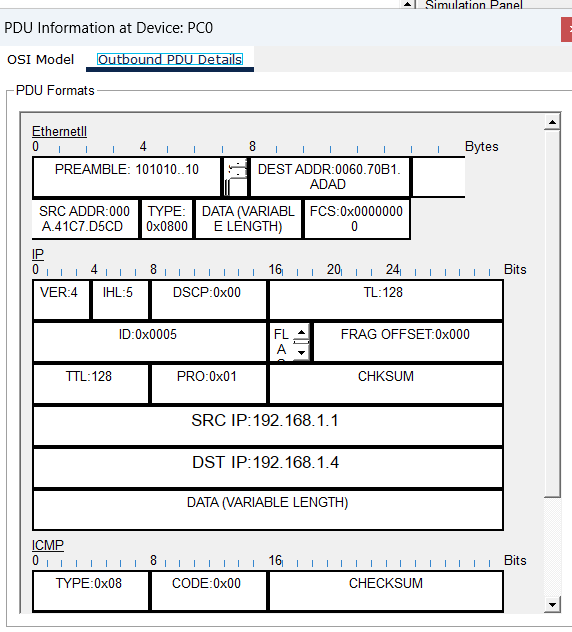 Simulation Panel
PDU Information at Device: PC0
OSI Model Outbound PDU Details
PDU Formats
EthernetII
0 4 8 Bytes
PREAMBLE: 101010..10 DEST ADDR:0060.70B1.
ADAD
SRC ADDR:000 TYPE: DATA (VARIABL FCS:0x0000000
A.41C7.D5CD 0x0800 E LENGTH) 0
IP
0 4 8 16 20 24 Bits
VER:4 IHL:5 DSCP:0x00 TL:128
ID:0x0005 FL FRAG OFFSET:0x000
A
TTL:128 PRO:0x01 CHKSUM
SRC IP:192.168.1.1
DST IP:192.168.1.4
DATA (VARIABLE LENGTH)
ICMP
0 8 16 Bits
TYPE:0x08 CODE:0x00 CHECKSUM